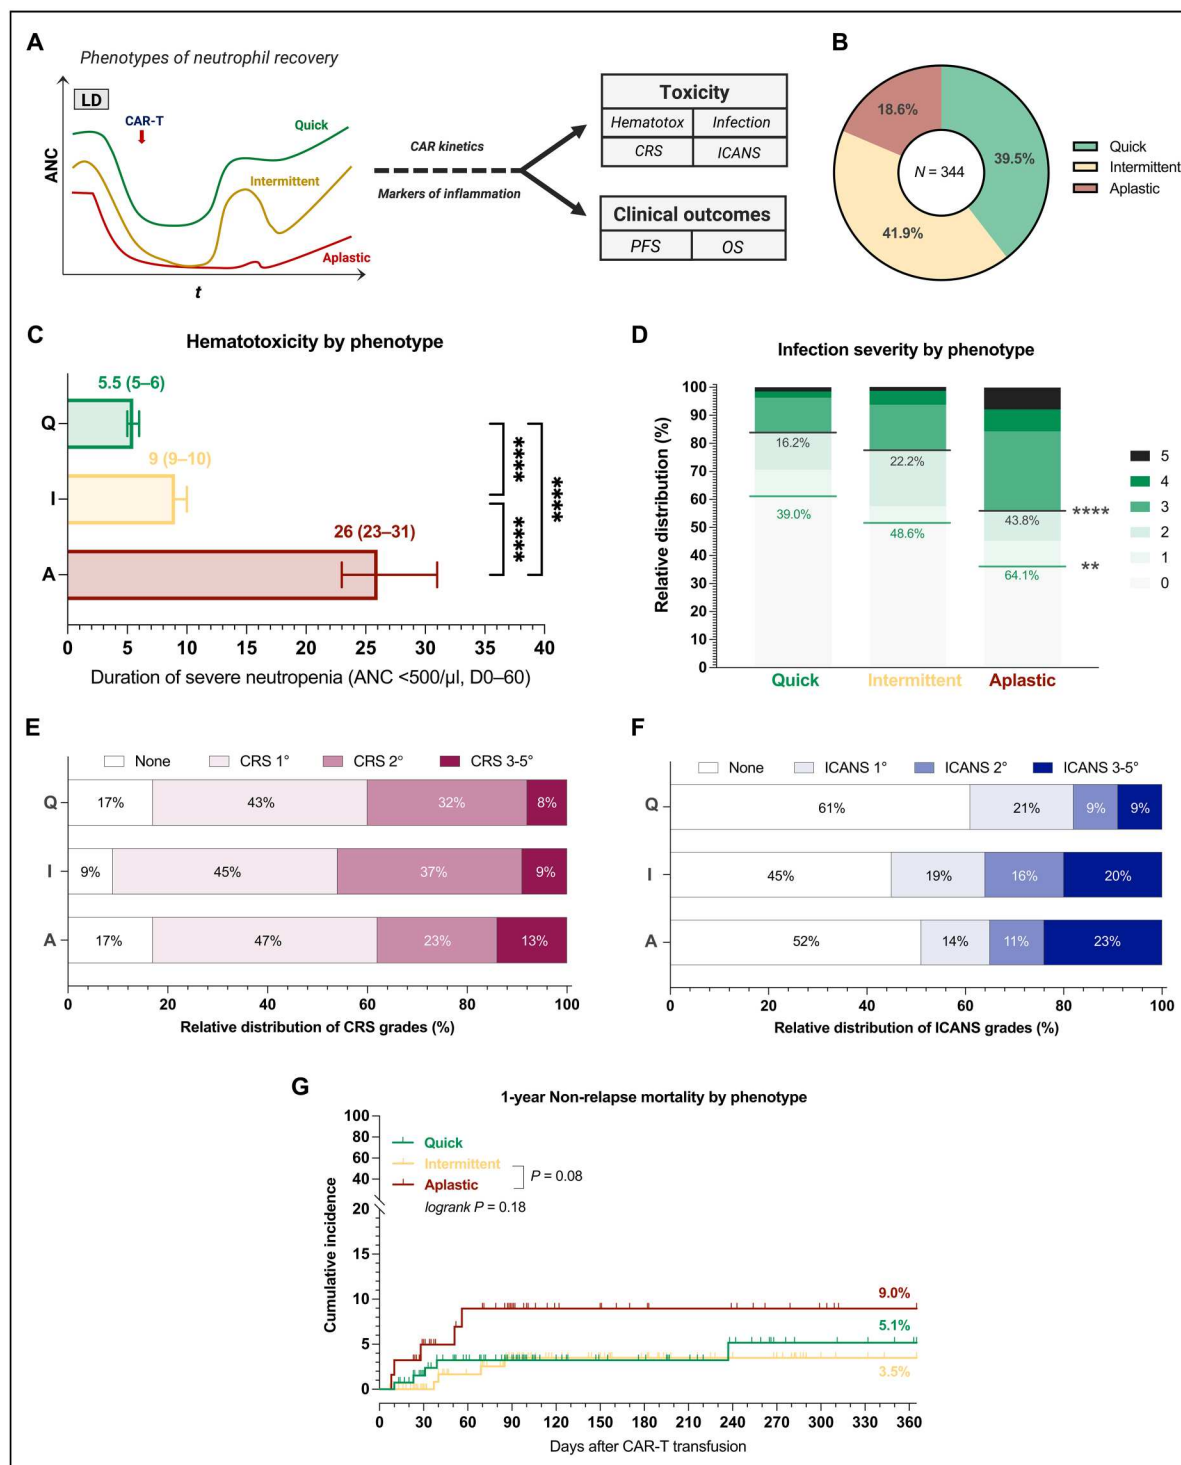 A
Phenotypes of neutrophil recovery
LD
CAR-T
ANC
Quick
Intermittent
Aplastic
t
CAR kinetics
Markers of inflammation
Toxicity
Hematotox Infection
CRS ICANS
Clinical outcomes
PFS OS
B
18.6%
39.5%
N = 344
41.9%
Quick
Intermittent
Aplastic
C
Hematotoxicity by phenotype
5.5 (5–6)
Q
9 (9–10)
I
26 (23–31)
A
****
****
****
0 5 10 15 20 25 30 35 40
Duration of severe neutropenia (ANC <500/µl, D0–60)
D
Infection severity by phenotype
Relative distribution (%)
100
90
80
70
60
50
40
30
20
10
0
16.2%
39.0%
22.2%
48.6%
43.8%
64.1%
****
**
5
4
3
2
1
0
Quick Intermittent Aplastic
E
None CRS 1° CRS 2° CRS 3-5°
Q 17% 43% 32% 8%
I 9% 45% 37% 9%
A 17% 47% 23% 13%
0 20 40 60 80 100
Relative distribution of CRS grades (%)
F
None ICANS 1° ICANS 2° ICANS 3-5°
Q 61% 21% 9% 9%
I 45% 19% 16% 20%
A 52% 14% 11% 23%
0 20 40 60 80 100
Relative distribution of ICANS grades (%)
G
1-year Non-relapse mortality by phenotype
Cumulative incidence
100
80
60
40
20
15
10
5
0
Quick
Intermittent
Aplastic
P = 0.08
logrank P = 0.18
9.0%
5.1%
3.5%
0 30 60 90 120 150 180 210 240 270 300 330 360
Days after CAR-T transfusion